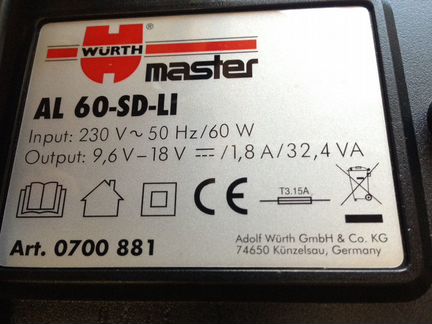 WÜRTH
master
AL 60-SD-LI
Input: 230 V ~ 50 Hz/60 W
Output: 9,6 V – 18 V ⎓ /1,8 A/32,4 VA
CE
T3.15A
Art. 0700 881
Adolf Würth GmbH & Co. KG
74650 Künzelsau, Germany